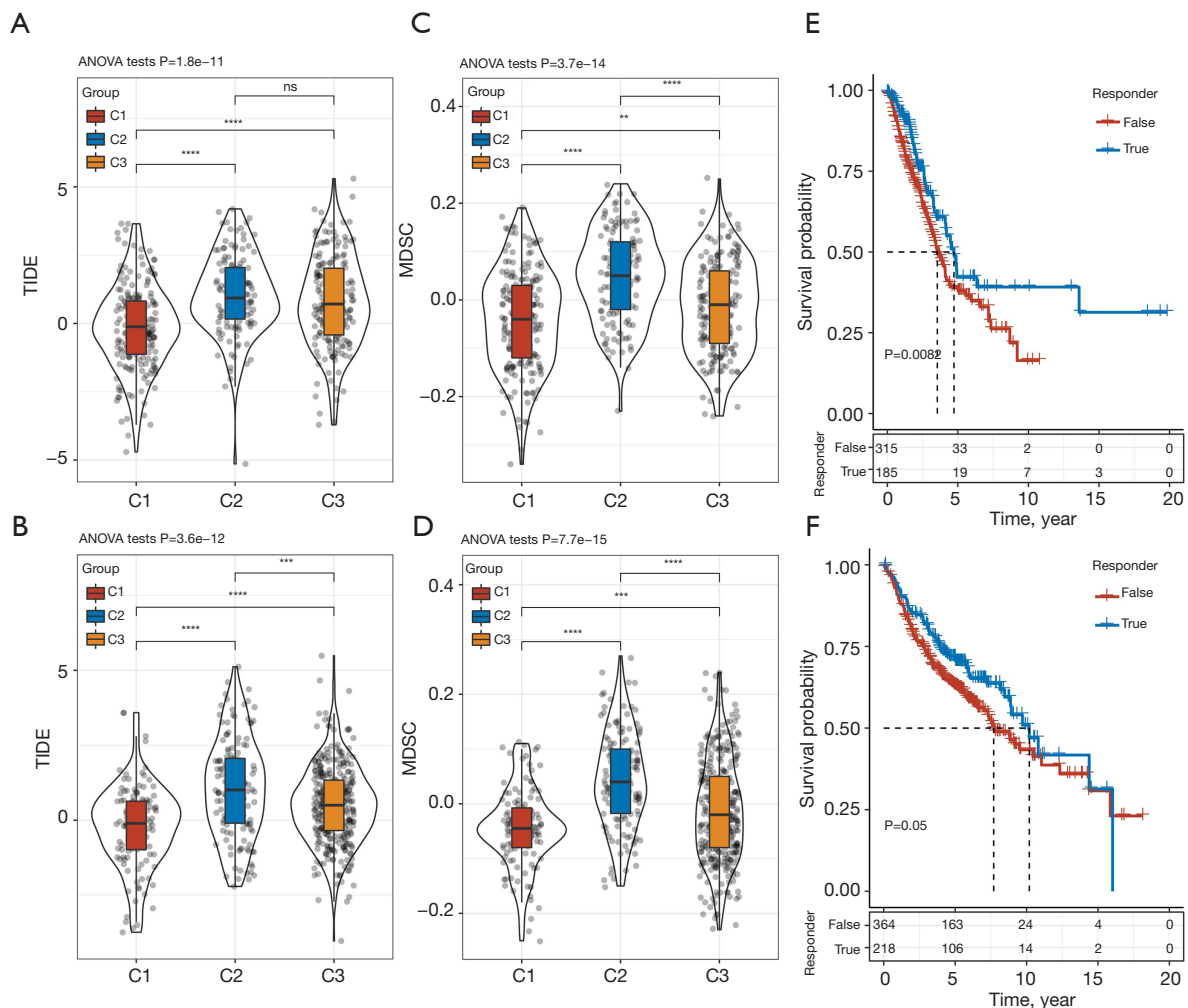 A
ANOVA tests P=1.8e−11
Group
C1
C2
C3
ns
****
****
5
0
−5
TIDE
C1 C2 C3
B
ANOVA tests P=3.6e−12
Group
C1
C2
C3
***
****
****
5
0
TIDE
C1 C2 C3
C
ANOVA tests P=3.7e−14
Group
C1
C2
C3
****
**
****
0.4
0.2
0.0
−0.2
MDSC
C1 C2 C3
D
ANOVA tests P=7.7e−15
Group
C1
C2
C3
****
***
****
0.4
0.2
0.0
−0.2
MDSC
C1 C2 C3
E
Responder
False
True
1.00
0.75
0.50
0.25
0.00
Survival probability
P=0.0082
Responder
False 315 33 2 0 0
True 185 19 7 3 0
0 5 10 15 20
Time, year
F
Responder
False
True
1.00
0.75
0.50
0.25
0.00
Survival probability
P=0.05
Responder
False 364 163 24 4 0
True 218 106 14 2 0
0 5 10 15 20
Time, year